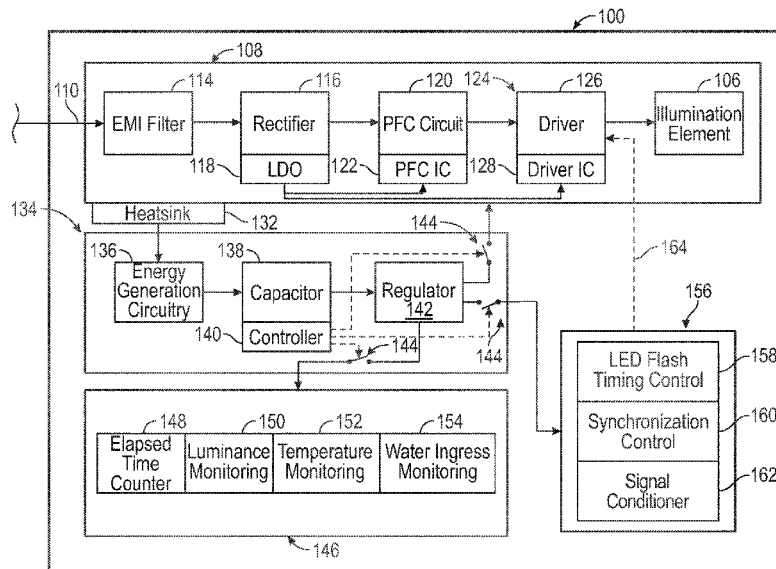 100
108
110
114
116
120
124
126
106
EMI Filter
Rectifier
PFC Circuit
Driver
Illumination
Element
118
LDO
122
PFC IC
128
Driver IC
134
Heatsink
132
144
164
136
138
Energy
Generation
Circuitry
Capacitor
Regulator
142
140
Controller
144
144
156
LED Flash
Timing Control
158
Synchronization
Control
160
Signal
Conditioner
162
148
150
152
154
Elapsed
Time
Counter
Luminance
Monitoring
Temperature
Monitoring
Water Ingress
Monitoring
146